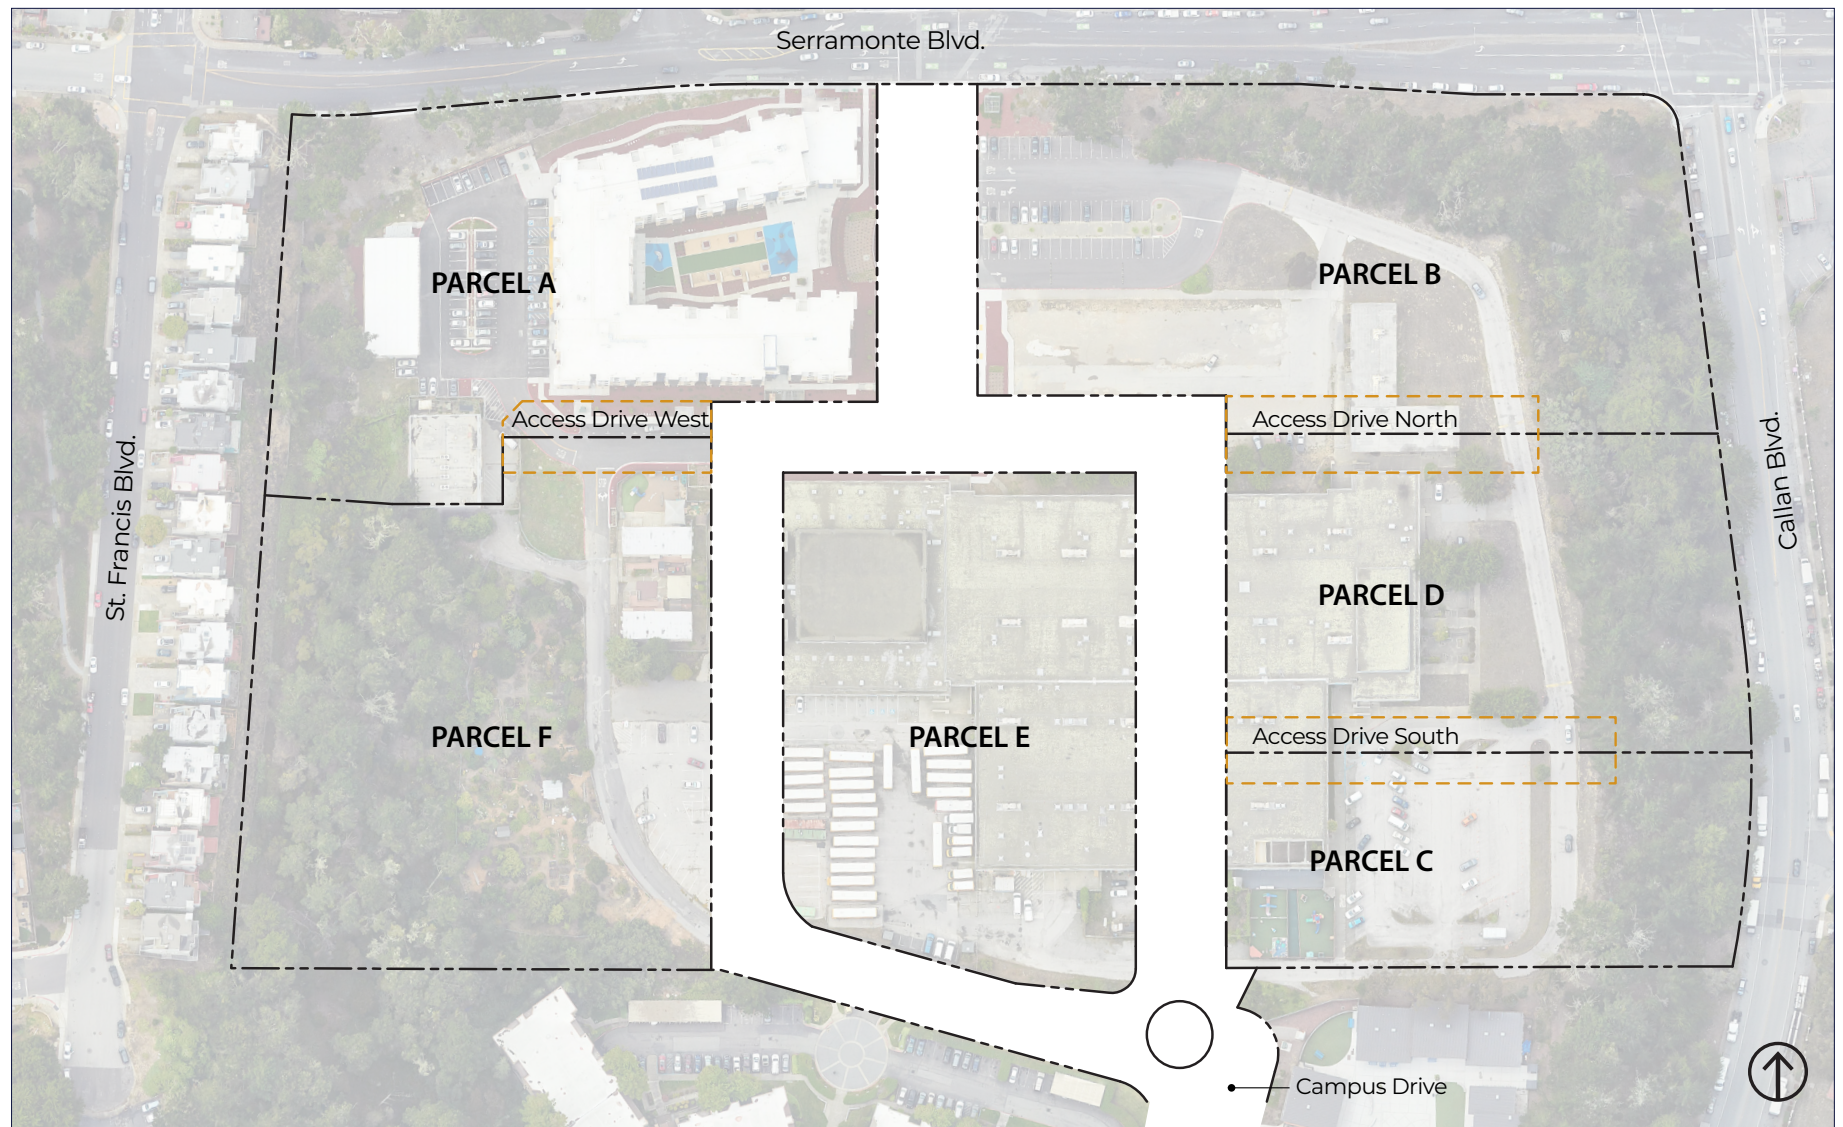 Serramonte Blvd.
PARCEL A
PARCEL B
Access Drive West
Access Drive North
St. Francis Blvd.
Callan Blvd.
PARCEL D
PARCEL F
PARCEL E
Access Drive South
PARCEL C
Campus Drive